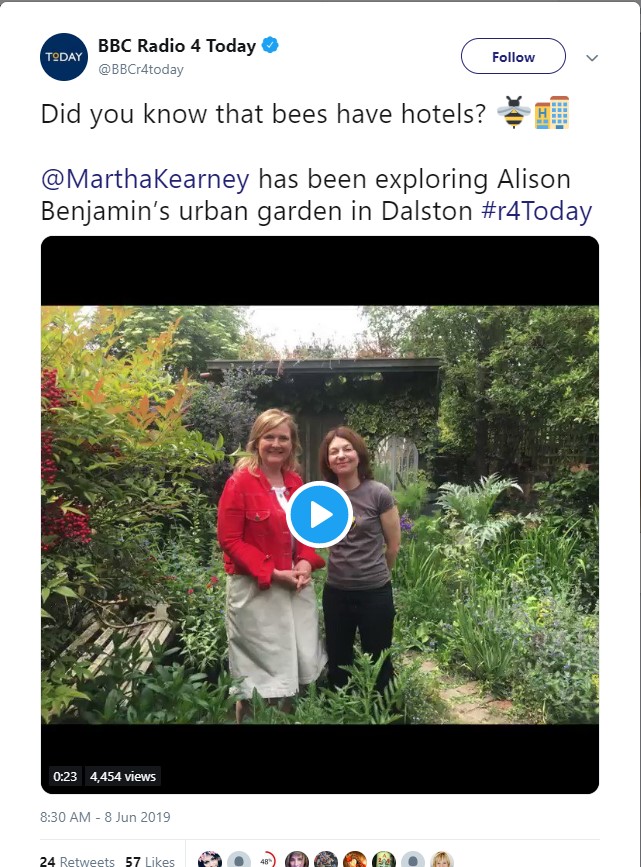 TODAY
BBC Radio 4 Today
@BBCr4today
Follow
Did you know that bees have hotels?
@MarthaKearney has been exploring Alison
Benjamin’s urban garden in Dalston #r4Today
0:23 4,454 views
8:30 AM - 8 Jun 2019
24 Retweets 57 Likes
48%